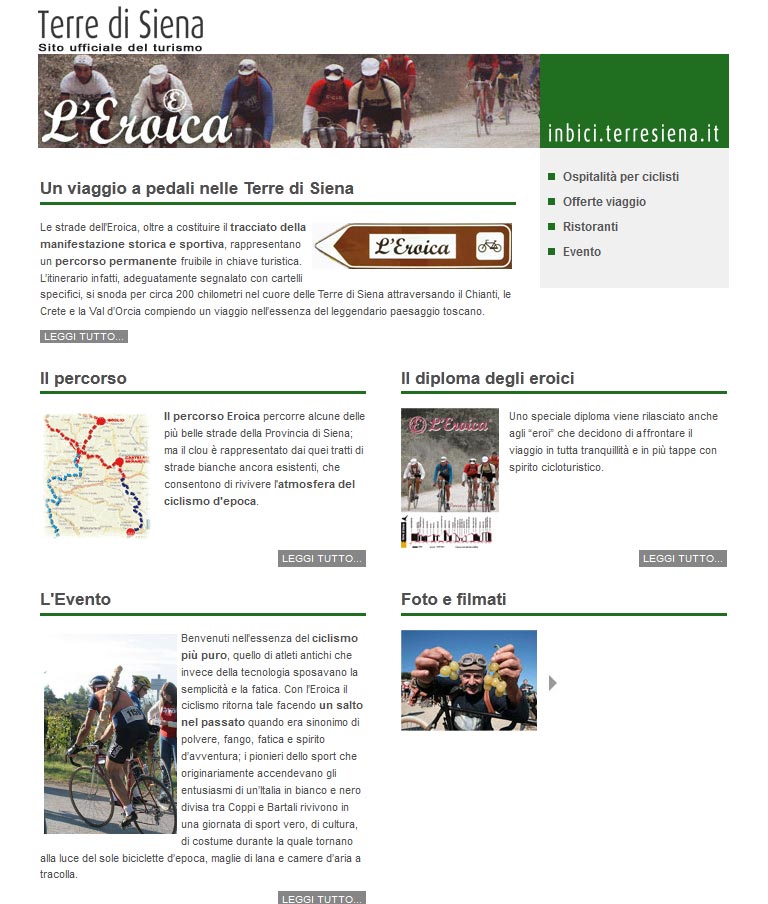 Terre di Siena
Sito ufficiale del turismo
L'Eroica
inbici.terresiena.it
Ospitalità per ciclisti
Offerte viaggio
Ristoranti
Evento
Un viaggio a pedali nelle Terre di Siena
Le strade dell'Eroica, oltre a costituire il tracciato della
manifestazione storica e sportiva, rappresentano
un percorso permanente fruibile in chiave turistica.
L'itinerario infatti, adeguatamente segnalato con cartelli
specifici, si snoda per circa 200 chilometri nel cuore delle Terre di Siena attraversando il Chianti, le
Crete e la Val d'Orcia compiendo un viaggio nell'essenza del leggendario paesaggio toscano.
L'Eroica
LEGGI TUTTO...
Il percorso
Il percorso Eroica percorre alcune delle
più belle strade della Provincia di Siena;
ma il clou è rappresentato dai quei tratti di
strade bianche ancora esistenti, che
consentono di rivivere l'atmosfera del
ciclismo d'epoca.
LEGGI TUTTO...
Il diploma degli eroici
L'Eroica
Uno speciale diploma viene rilasciato anche
agli “eroi” che decidono di affrontare il
viaggio in tutta tranquillità e in più tappe con
spirito cicloturistico.
LEGGI TUTTO...
L'Evento
Benvenuti nell'essenza del ciclismo
più puro, quello di atleti antichi che
invece della tecnologia sposavano la
semplicità e la fatica. Con l'Eroica il
ciclismo ritorna tale facendo un salto
nel passato quando era sinonimo di
polvere, fango, fatica e spirito
d'avventura; i pionieri dello sport che
originariamente accendevano gli
entusiasmi di un'Italia in bianco e nero
divisa tra Coppi e Bartali rivivono in
una giornata di sport vero, di cultura,
di costume durante la quale tornano
alla luce del sole biciclette d'epoca, maglie di lana e camere d'aria a
tracolla.
LEGGI TUTTO...
Foto e filmati